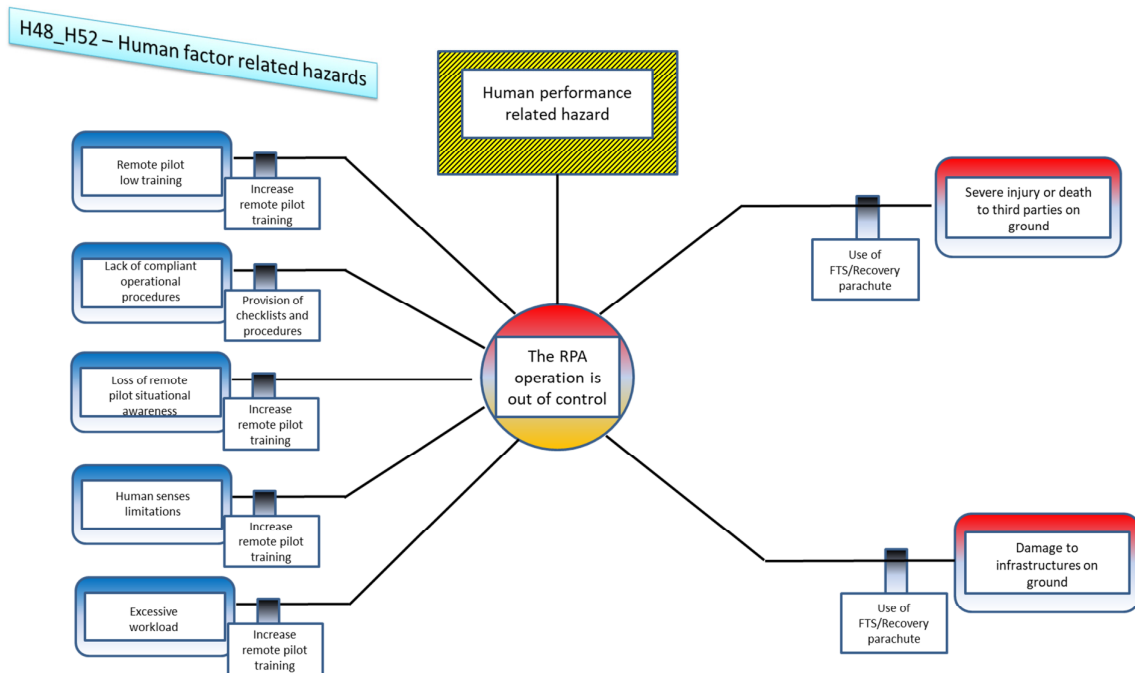 H48_H52 – Human factor related hazards
Human performance
related hazard
Remote pilot
low training
Increase
remote pilot
training
Lack of compliant
operational
procedures
Provision of
checklists and
procedures
Loss of remote
pilot situational
awareness
Increase
remote pilot
training
Human senses
limitations
Increase
remote pilot
training
Excessive
workload
Increase
remote pilot
training
The RPA
operation is
out of control
Severe injury or death
to third parties on
ground
Use of
FTS/Recovery
parachute
Damage to
infrastructures on
ground
Use of
FTS/Recovery
parachute